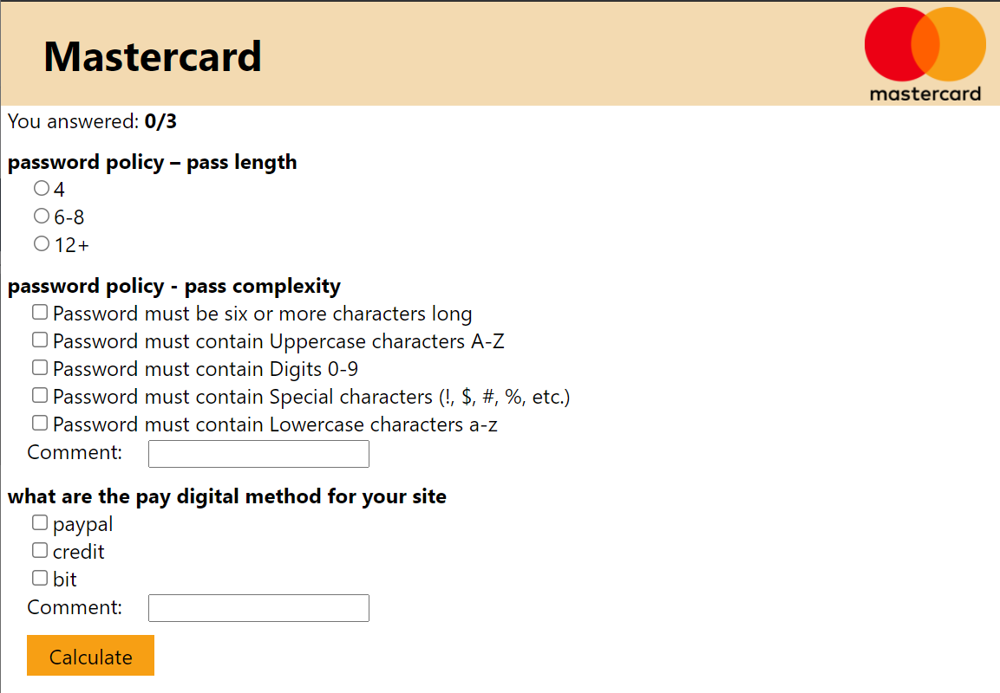 Mastercard
mastercard
You answered: 0/3
password policy – pass length
4
6-8
12+
password policy - pass complexity
Password must be six or more characters long
Password must contain Uppercase characters A-Z
Password must contain Digits 0-9
Password must contain Special characters (!, $, #, %, etc.)
Password must contain Lowercase characters a-z
Comment:
what are the pay digital method for your site
paypal
credit
bit
Comment:
Calculate